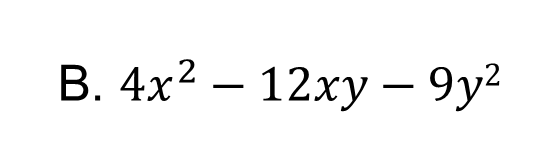 B. 4x² – 12xy – 9y²